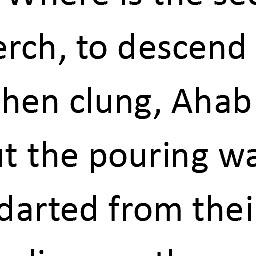 Where is the sec
erch, to descend
hen clung, Ahab
ut the pouring wa
darted from thei